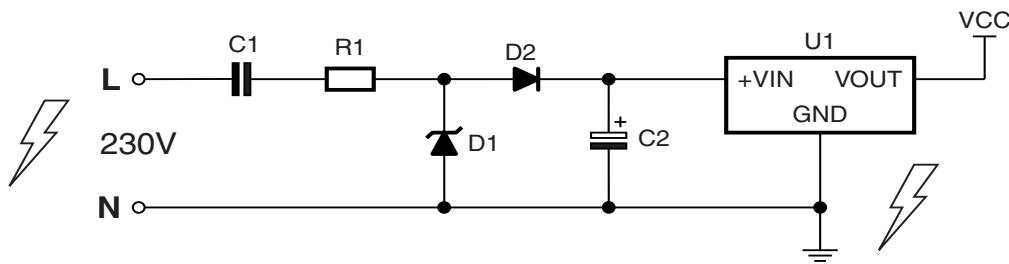 VCC
C1
R1
D2
U1
L
+VIN VOUT
GND
230V
D1
+
C2
N